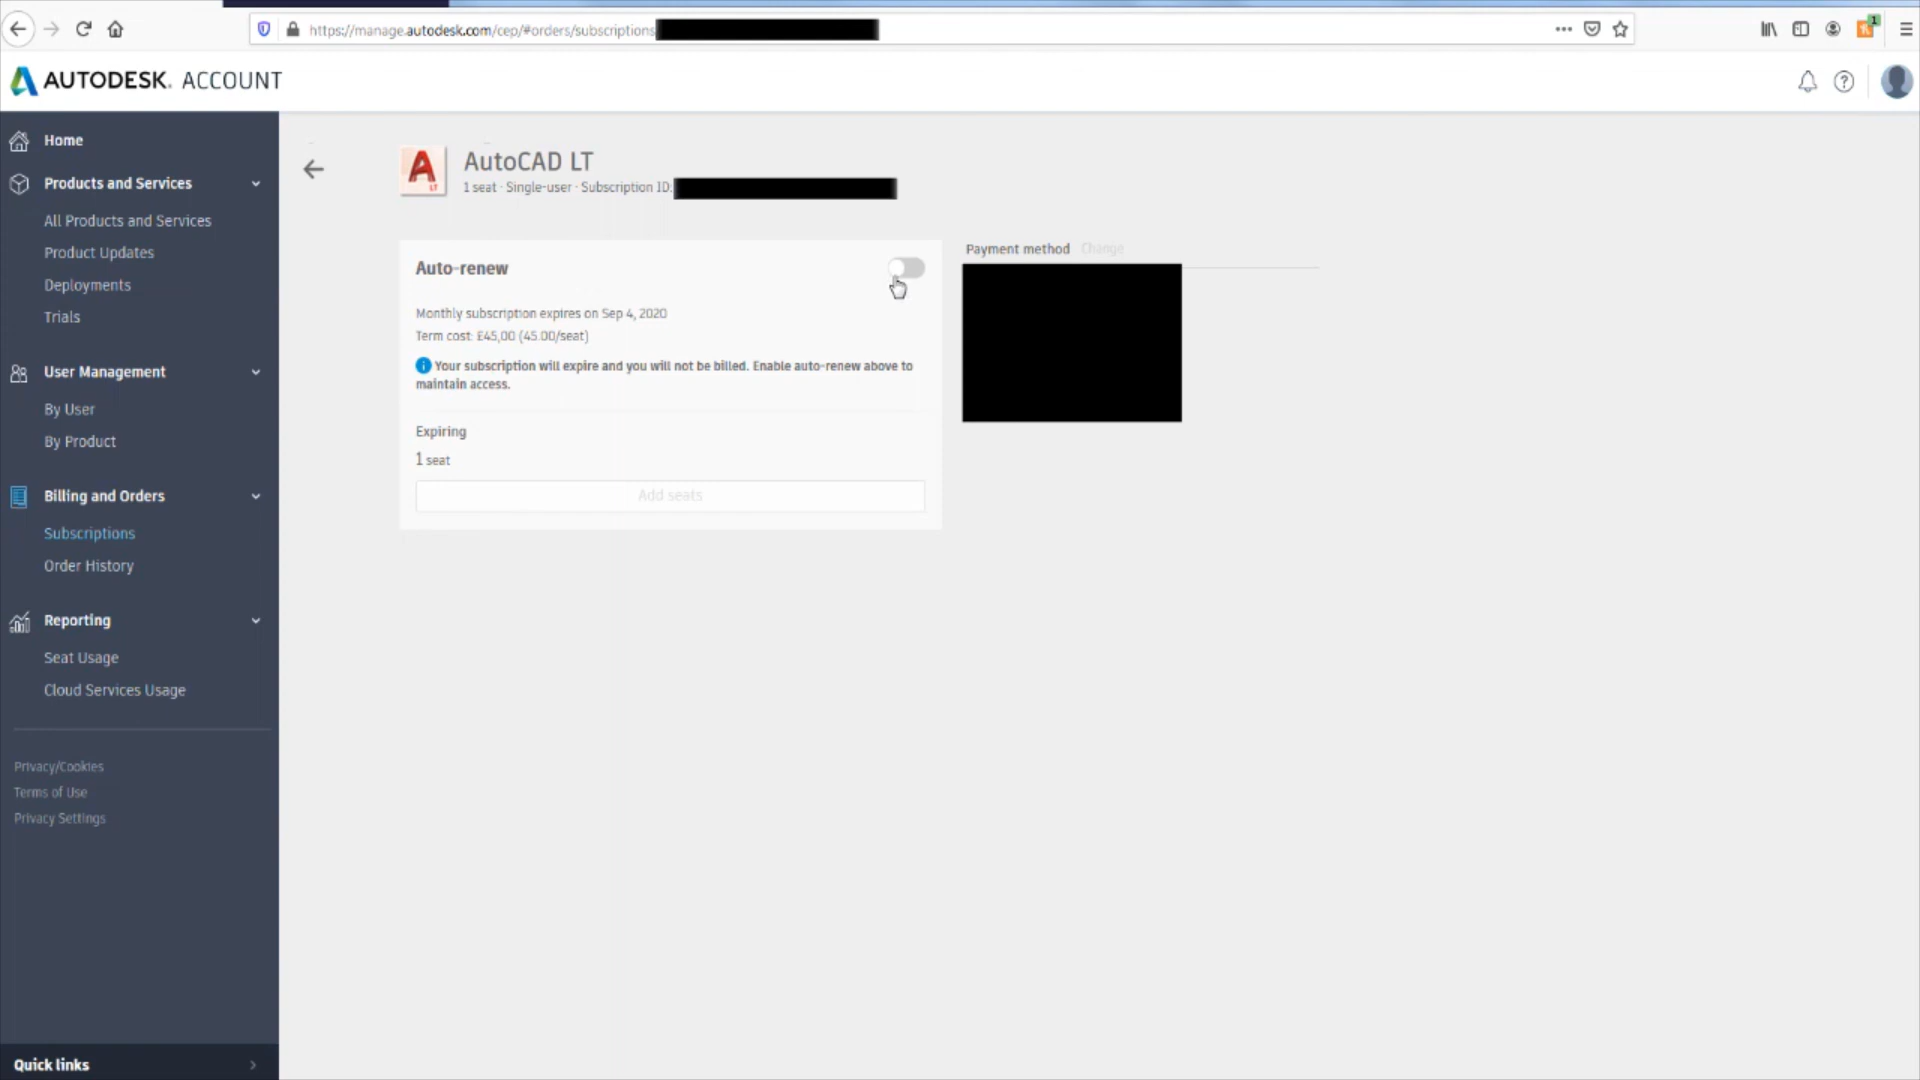 https://manage.autodesk.com/cep/#orders/subscriptions
1
AUTODESK. ACCOUNT
Home
Products and Services
All Products and Services
Product Updates
Deployments
Trials
User Management
By User
By Product
Billing and Orders
Subscriptions
Order History
Reporting
Seat Usage
Cloud Services Usage
Privacy/Cookies
Terms of Use
Privacy Settings
Quick links
A
LT
AutoCAD LT
1 seat · Single-user · Subscription ID:
Auto-renew
Monthly subscription expires on Sep 4, 2020
Term cost: £45,00 (45.00/seat)
Your subscription will expire and you will not be billed. Enable auto-renew above to
maintain access.
Expiring
1 seat
Add seats
Payment method Change